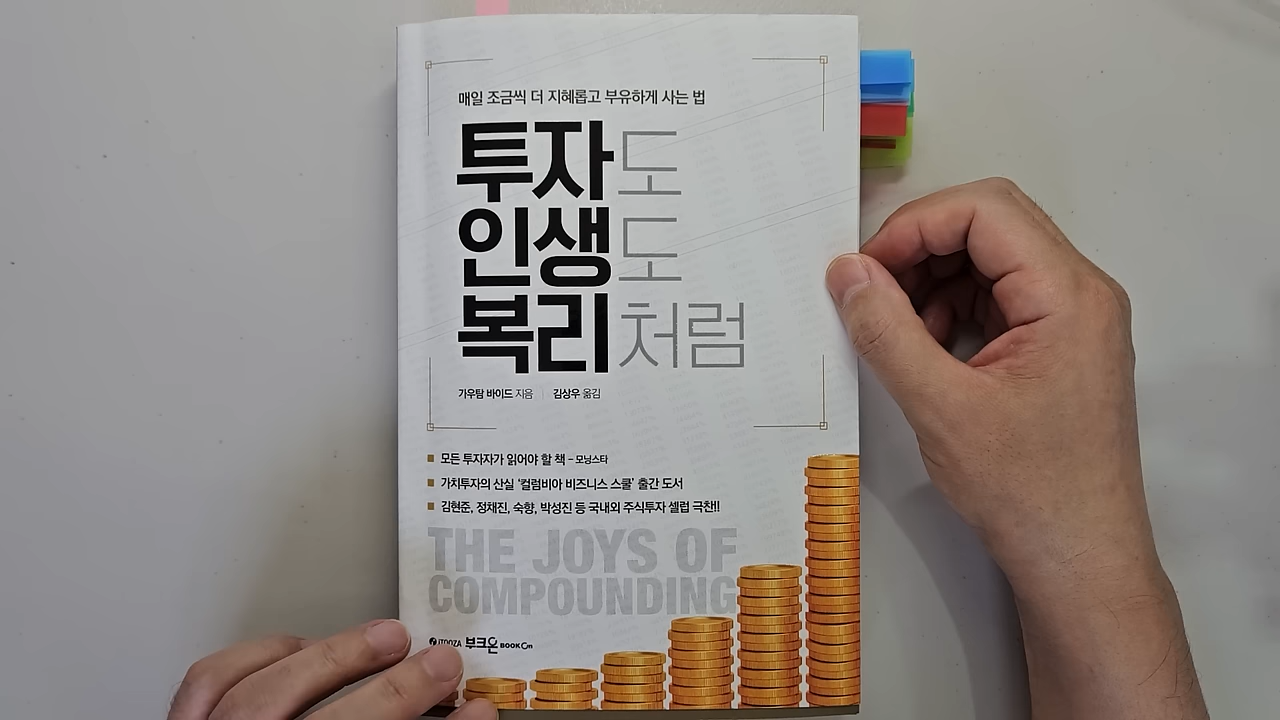 매일 조금씩 더 지혜롭고 부유하게 사는 법
투자도
인생도
복리처럼
가우탐 바이드 지음 | 김상우 옮김
모든 투자자가 읽어야 할 책 - 모닝스타
가치투자의 산실 '컬럼비아 비즈니스 스쿨' 출간 도서
김현준, 정채진, 숙향, 박성진 등 국내외 주식투자 셀럽 극찬!!
THE JOYS OF
COMPOUNDING
iTOOZA 부크온 BOOKOn